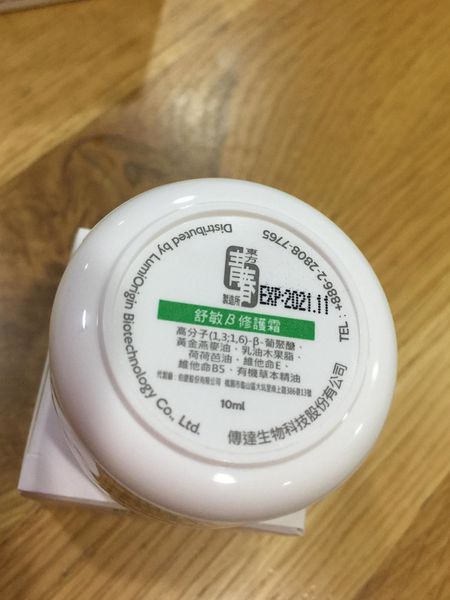 東方
製造所
EXP:2021.11
舒敏β修護霜
高分子(1,3;1,6)-β-葡聚醣、
黃金燕麥油、乳油木果脂、
荷荷芭油、維他命E、
維他命B5、有機草本精油
10ml
Distributed by LumiOrigin Biotechnology Co., Ltd.
TEL：+886-2-2808-7765
傳達生物科技股份有限公司